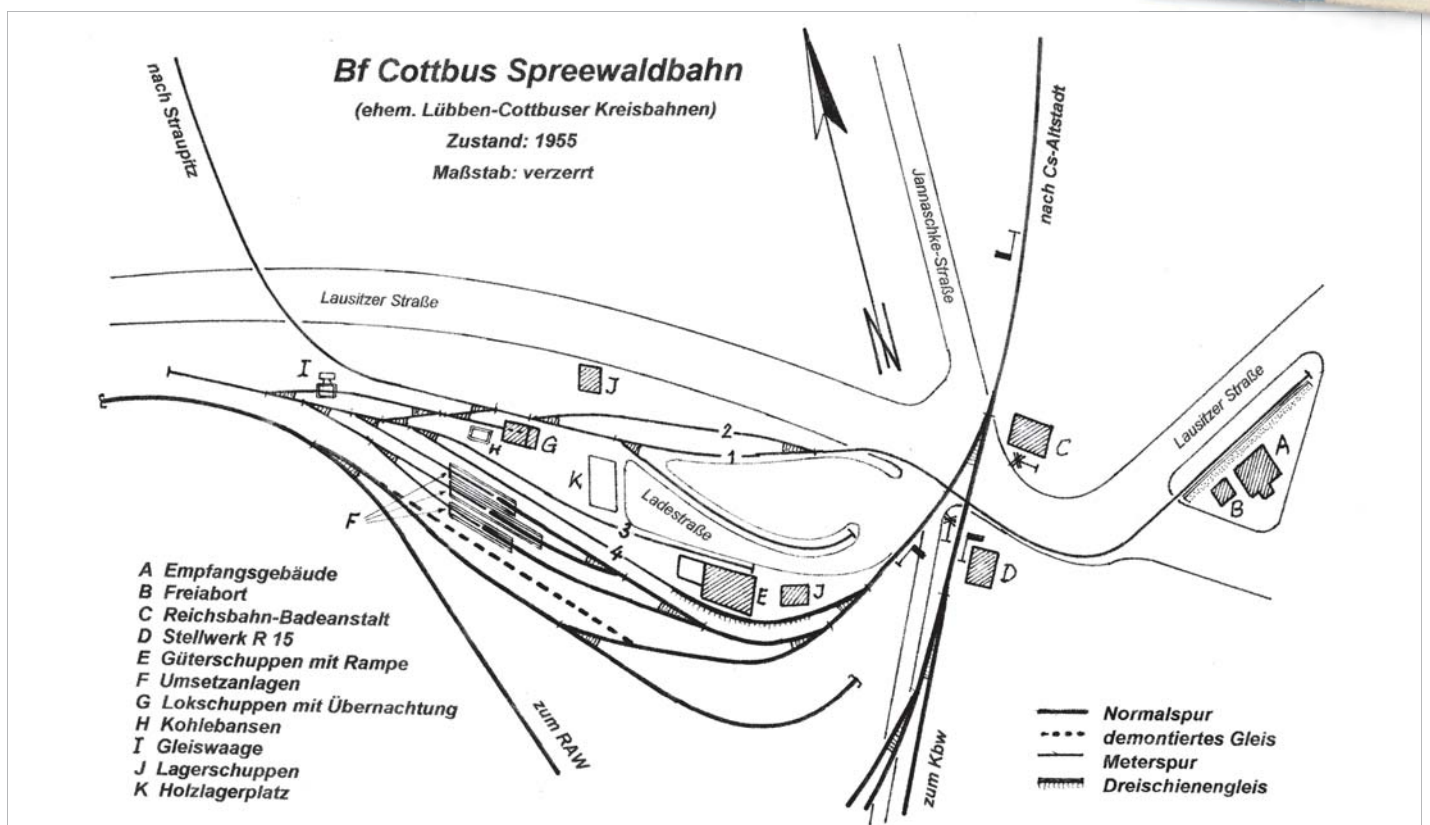 Bf Cottbus Spreewaldbahn
(ehem. Lübben-Cottbuser Kreisbahnen)
Zustand: 1955
Maßstab: verzerrt
nach Straupitz
Lausitzer Straße
Jannaschke-Straße
nach Cs-Altstadt
N
Lausitzer Straße
I
J
C
A
B
2
1
H
G
K
Ladestraße
3
4
F
E
J
D
zum RAW
zum Kbw
A Empfangsgebäude
B Freiabort
C Reichsbahn-Badeanstalt
D Stellwerk R 15
E Güterschuppen mit Rampe
F Umsetzanlagen
G Lokschuppen mit Übernachtung
H Kohlebansen
I Gleiswaage
J Lagerschuppen
K Holzlagerplatz
Normalspur
demontiertes Gleis
Meterspur
Dreischienengleis